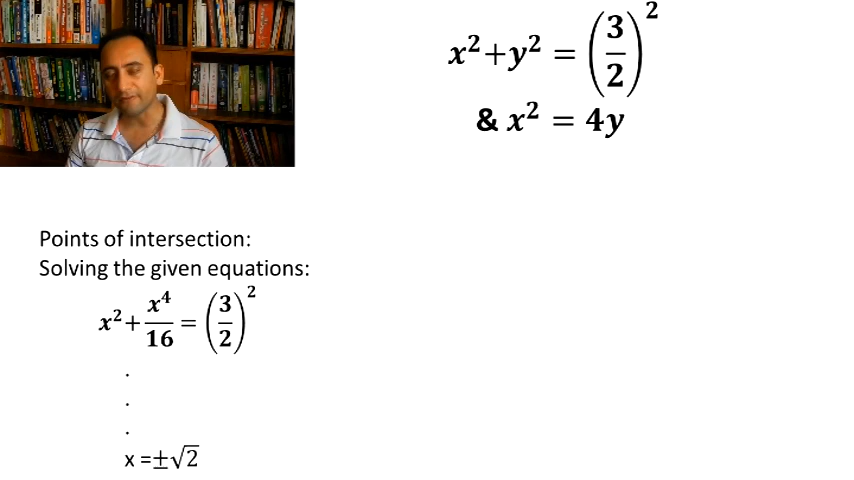 x²+y² = (3/2)²
& x² = 4y
Points of intersection:
Solving the given equations:
x²+x⁴/16 = (3/2)²
.
.
.
x =±√2